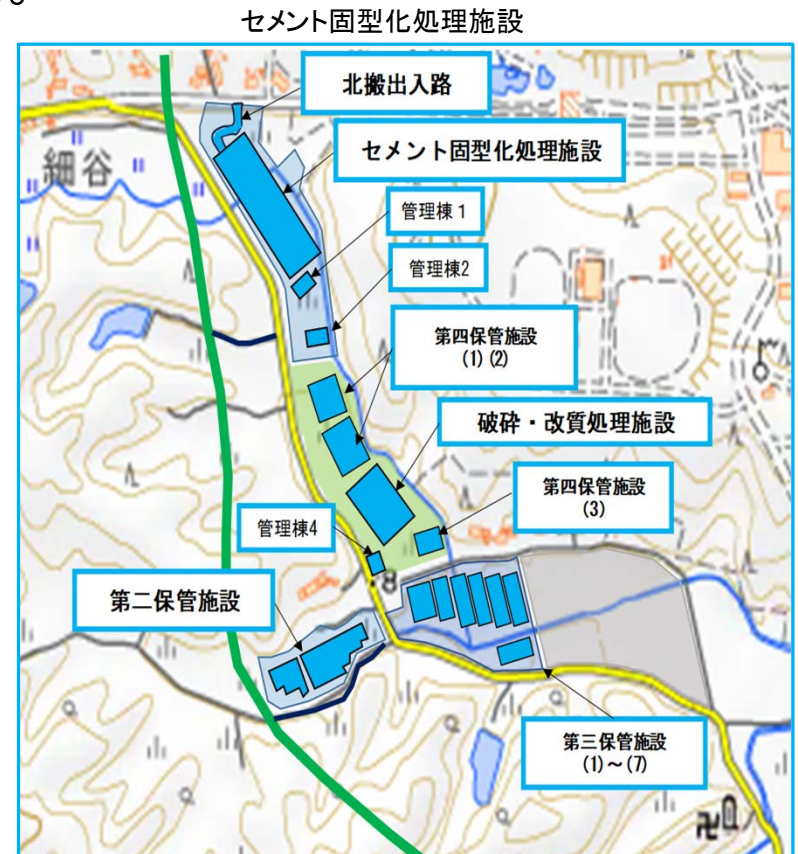 セメント固型化処理施設
北搬出入路
セメント固型化処理施設
細谷
管理棟1
管理棟2
第四保管施設
(1)(2)
破砕・改質処理施設
第四保管施設
(3)
管理棟4
8
第二保管施設
第三保管施設
(1)～(7)